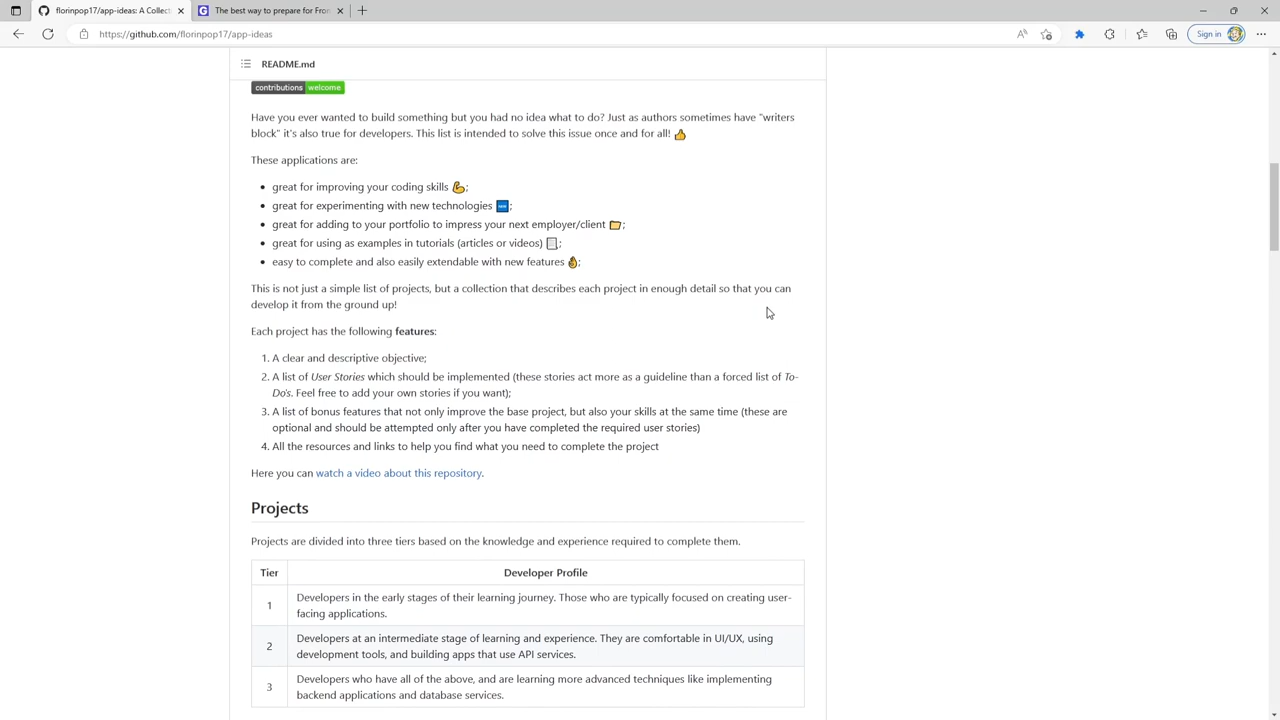 florinpop17/app-ideas: A Collect
The best way to prepare for Fron
https://github.com/florinpop17/app-ideas
Sign in
README.md
contributions welcome
Have you ever wanted to build something but you had no idea what to do? Just as authors sometimes have "writers
block" it's also true for developers. This list is intended to solve this issue once and for all! 👍
These applications are:
• great for improving your coding skills 💪;
• great for experimenting with new technologies 🆕;
• great for adding to your portfolio to impress your next employer/client 📁;
• great for using as examples in tutorials (articles or videos) 📃;
• easy to complete and also easily extendable with new features 👌;
This is not just a simple list of projects, but a collection that describes each project in enough detail so that you can
develop it from the ground up!
Each project has the following features:
1. A clear and descriptive objective;
2. A list of User Stories which should be implemented (these stories act more as a guideline than a forced list of To-
Do's. Feel free to add your own stories if you want);
3. A list of bonus features that not only improve the base project, but also your skills at the same time (these are
optional and should be attempted only after you have completed the required user stories)
4. All the resources and links to help you find what you need to complete the project
Here you can watch a video about this repository.
Projects
Projects are divided into three tiers based on the knowledge and experience required to complete them.
Tier Developer Profile
1 Developers in the early stages of their learning journey. Those who are typically focused on creating user-
facing applications.
2 Developers at an intermediate stage of learning and experience. They are comfortable in UI/UX, using
development tools, and building apps that use API services.
3 Developers who have all of the above, and are learning more advanced techniques like implementing
backend applications and database services.